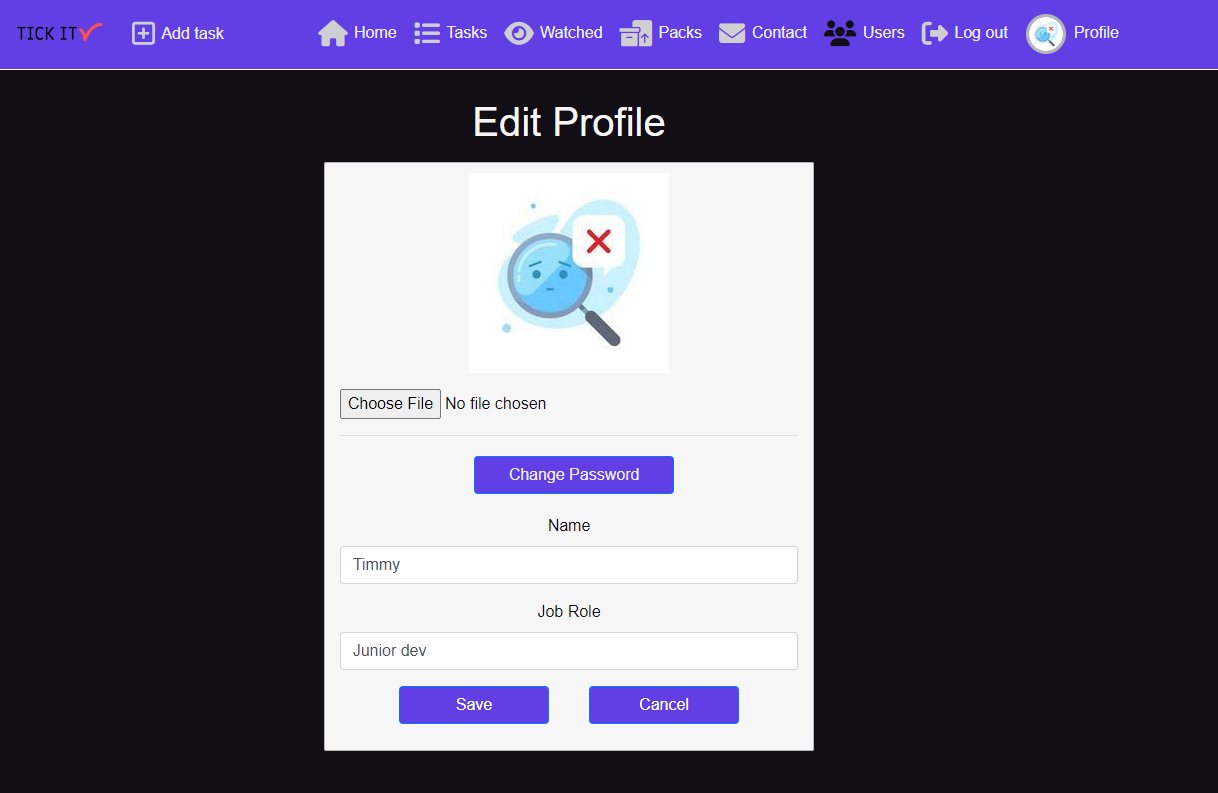 TICK IT Add task Home Tasks Watched Packs Contact Users Log out Profile
Edit Profile
Choose File No file chosen
Change Password
Name
Timmy
Job Role
Junior dev
Save Cancel